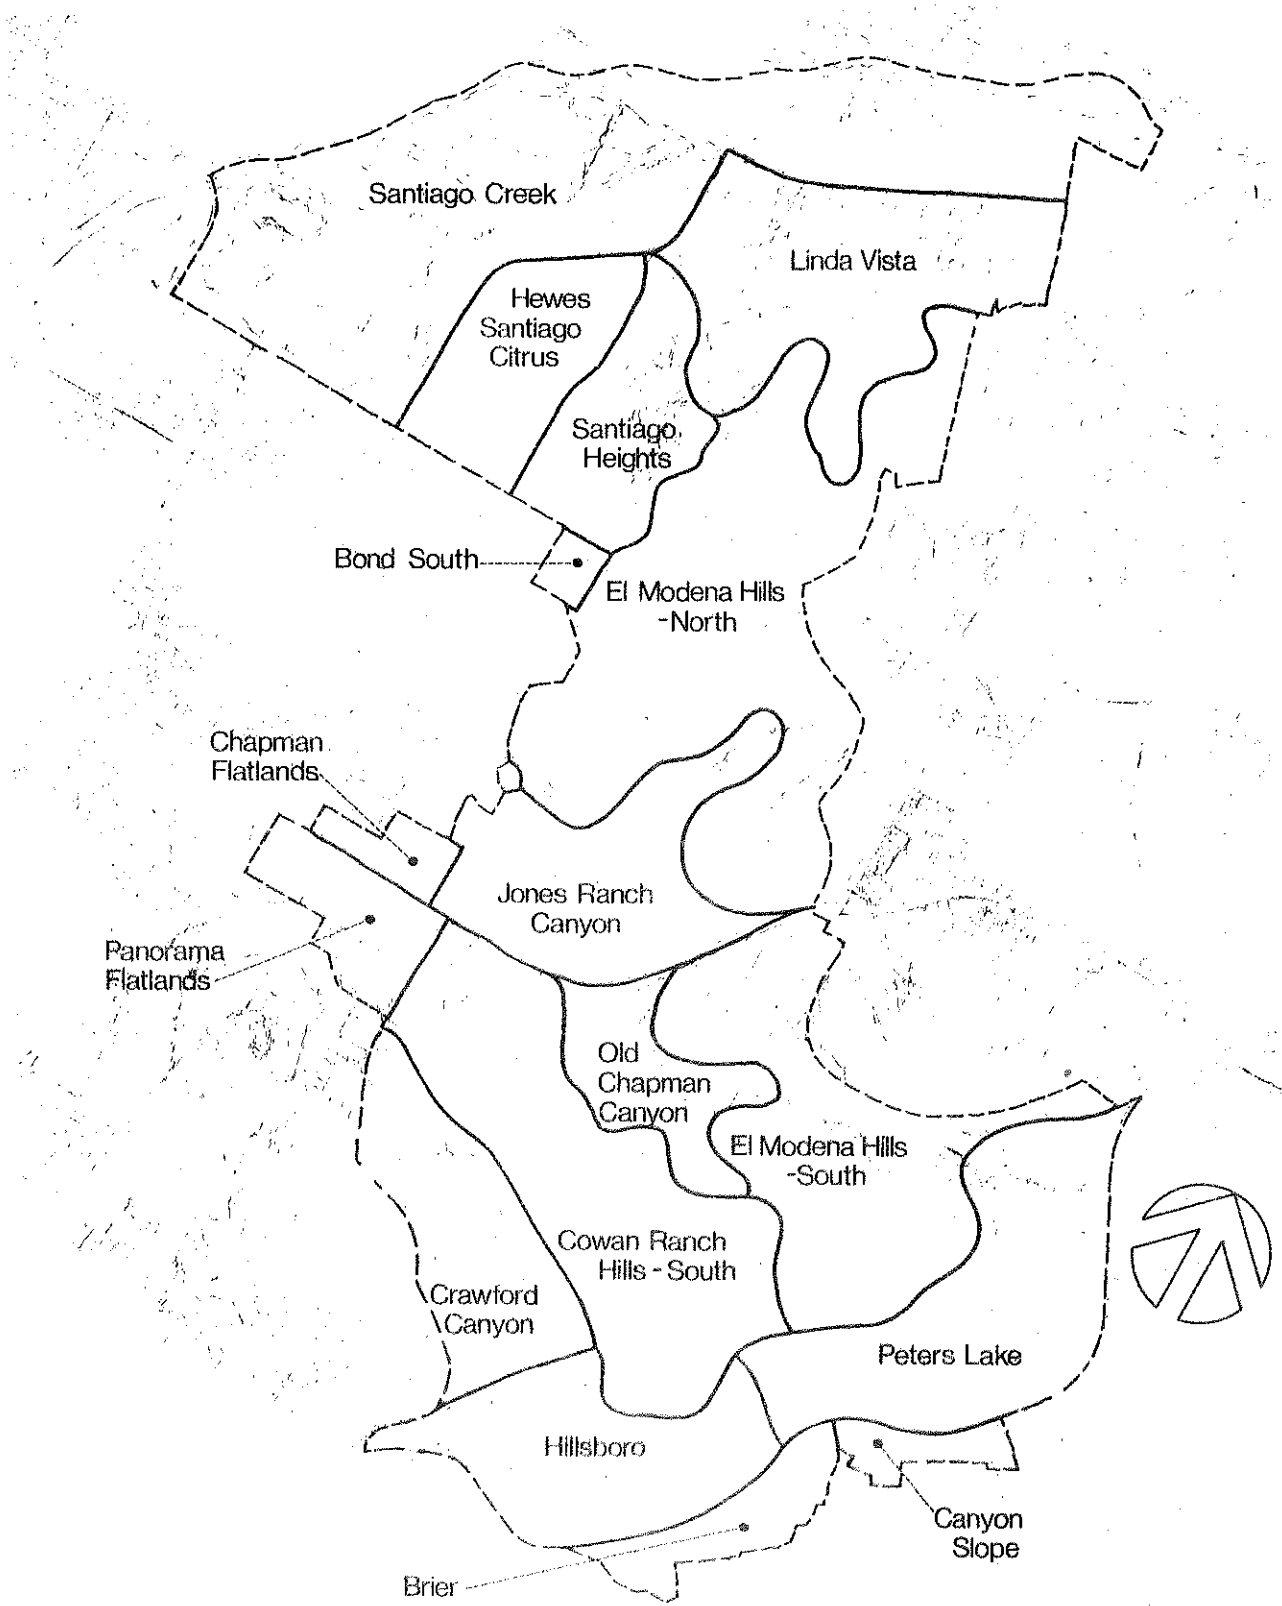 Santiago Creek
Linda Vista
Hewes
Santiago
Citrus
Santiago
Heights
Bond South
El Modena Hills
-North
Chapman
Flatlands
Jones Ranch
Canyon
Panorama
Flatlands
Old
Chapman
Canyon
El Modena Hills
-South
Cowan Ranch
Hills - South
Crawford
Canyon
Peters Lake
Hillsboro
Canyon
Slope
Brier